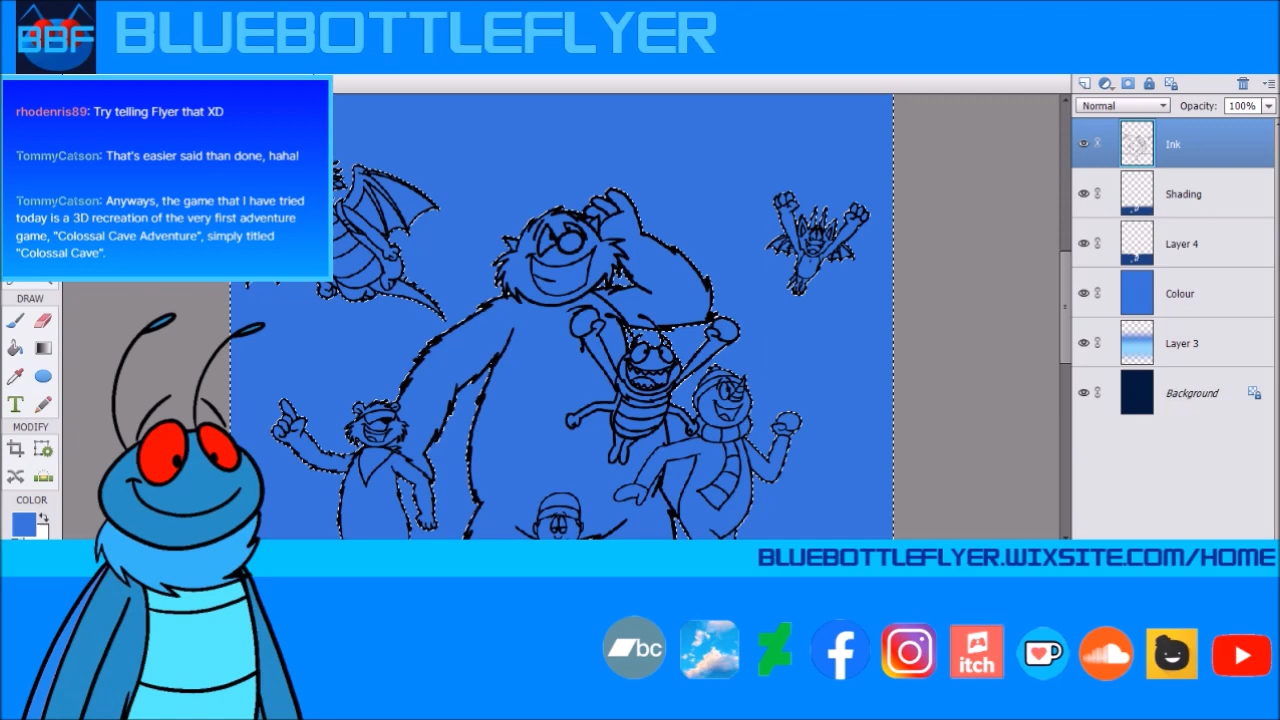 BBF
BLUEBOTTLEFLYER
rhodenris89: Try telling Flyer that XD
TommyCatson: That's easier said than done, haha!
TommyCatson: Anyways, the game that I have tried
today is a 3D recreation of the very first adventure
game, "Colossal Cave Adventure", simply titled
"Colossal Cave".
Normal
Opacity:
100%
Ink
Shading
Layer 4
Colour
Layer 3
Background
DRAW
T
MODIFY
COLOR
BLUEBOTTLEFLYER.WIXSITE.COM/HOME
bc
itch